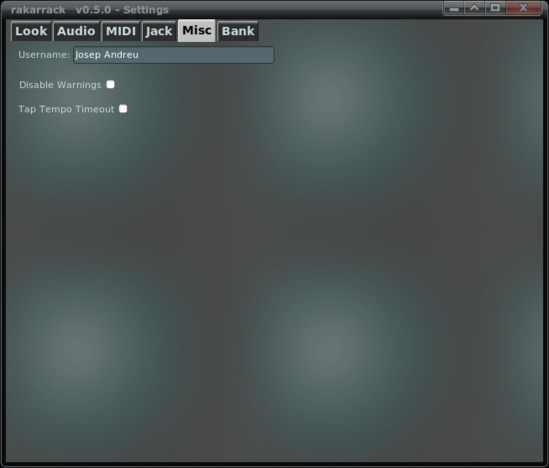 rakarrack v0.5.0 - Settings
Look Audio MIDI Jack Misc Bank
Username: Josep Andreu
Disable Warnings
Tap Tempo Timeout